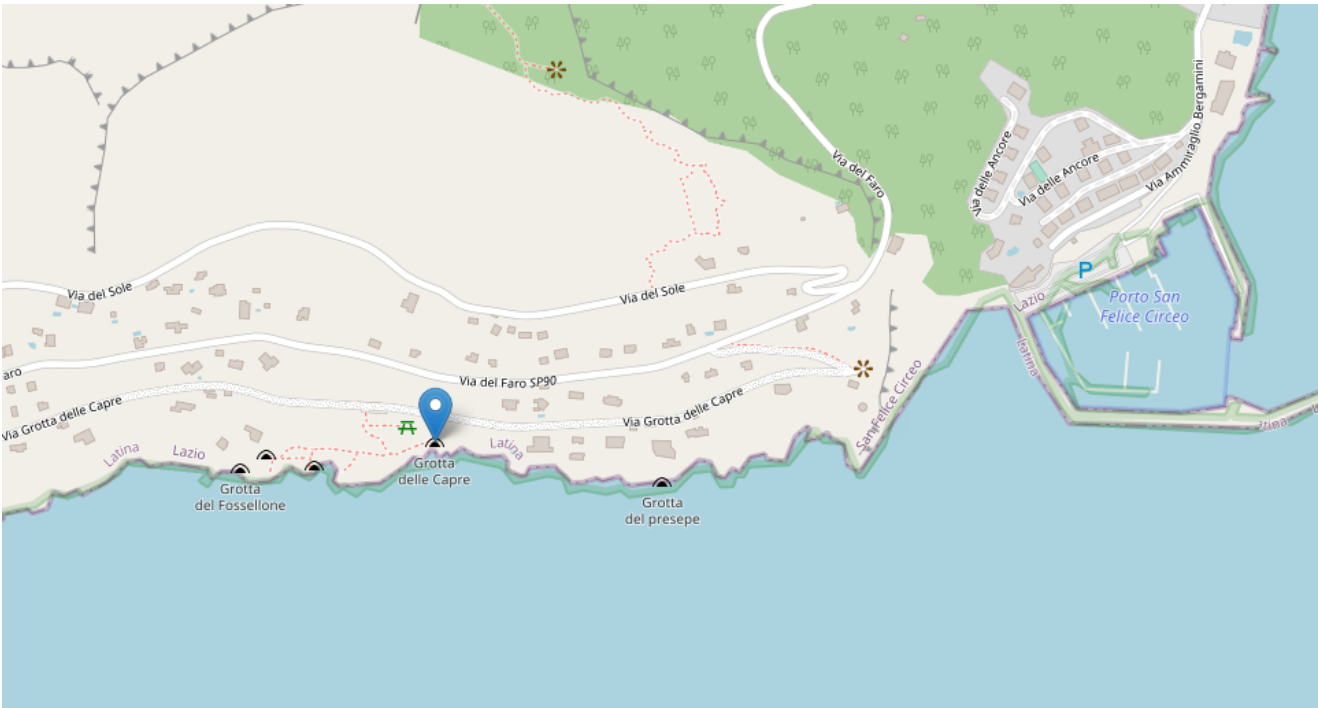 Via del Faro
Via delle Ancore
Via delle Ancore
Via Ammiraglio Bergamini
Via del Sole
Via del Sole
P
Porto San
Felice Circeo
Lazio
Latina
aro
Via del Faro SP90
Via Grotta delle Capre
Via Grotta delle Capre
San Felice Circeo
Latina
Lazio
Latina
Grotta
delle Capre
Grotta
del Fossellone
Grotta
del presepe
tina